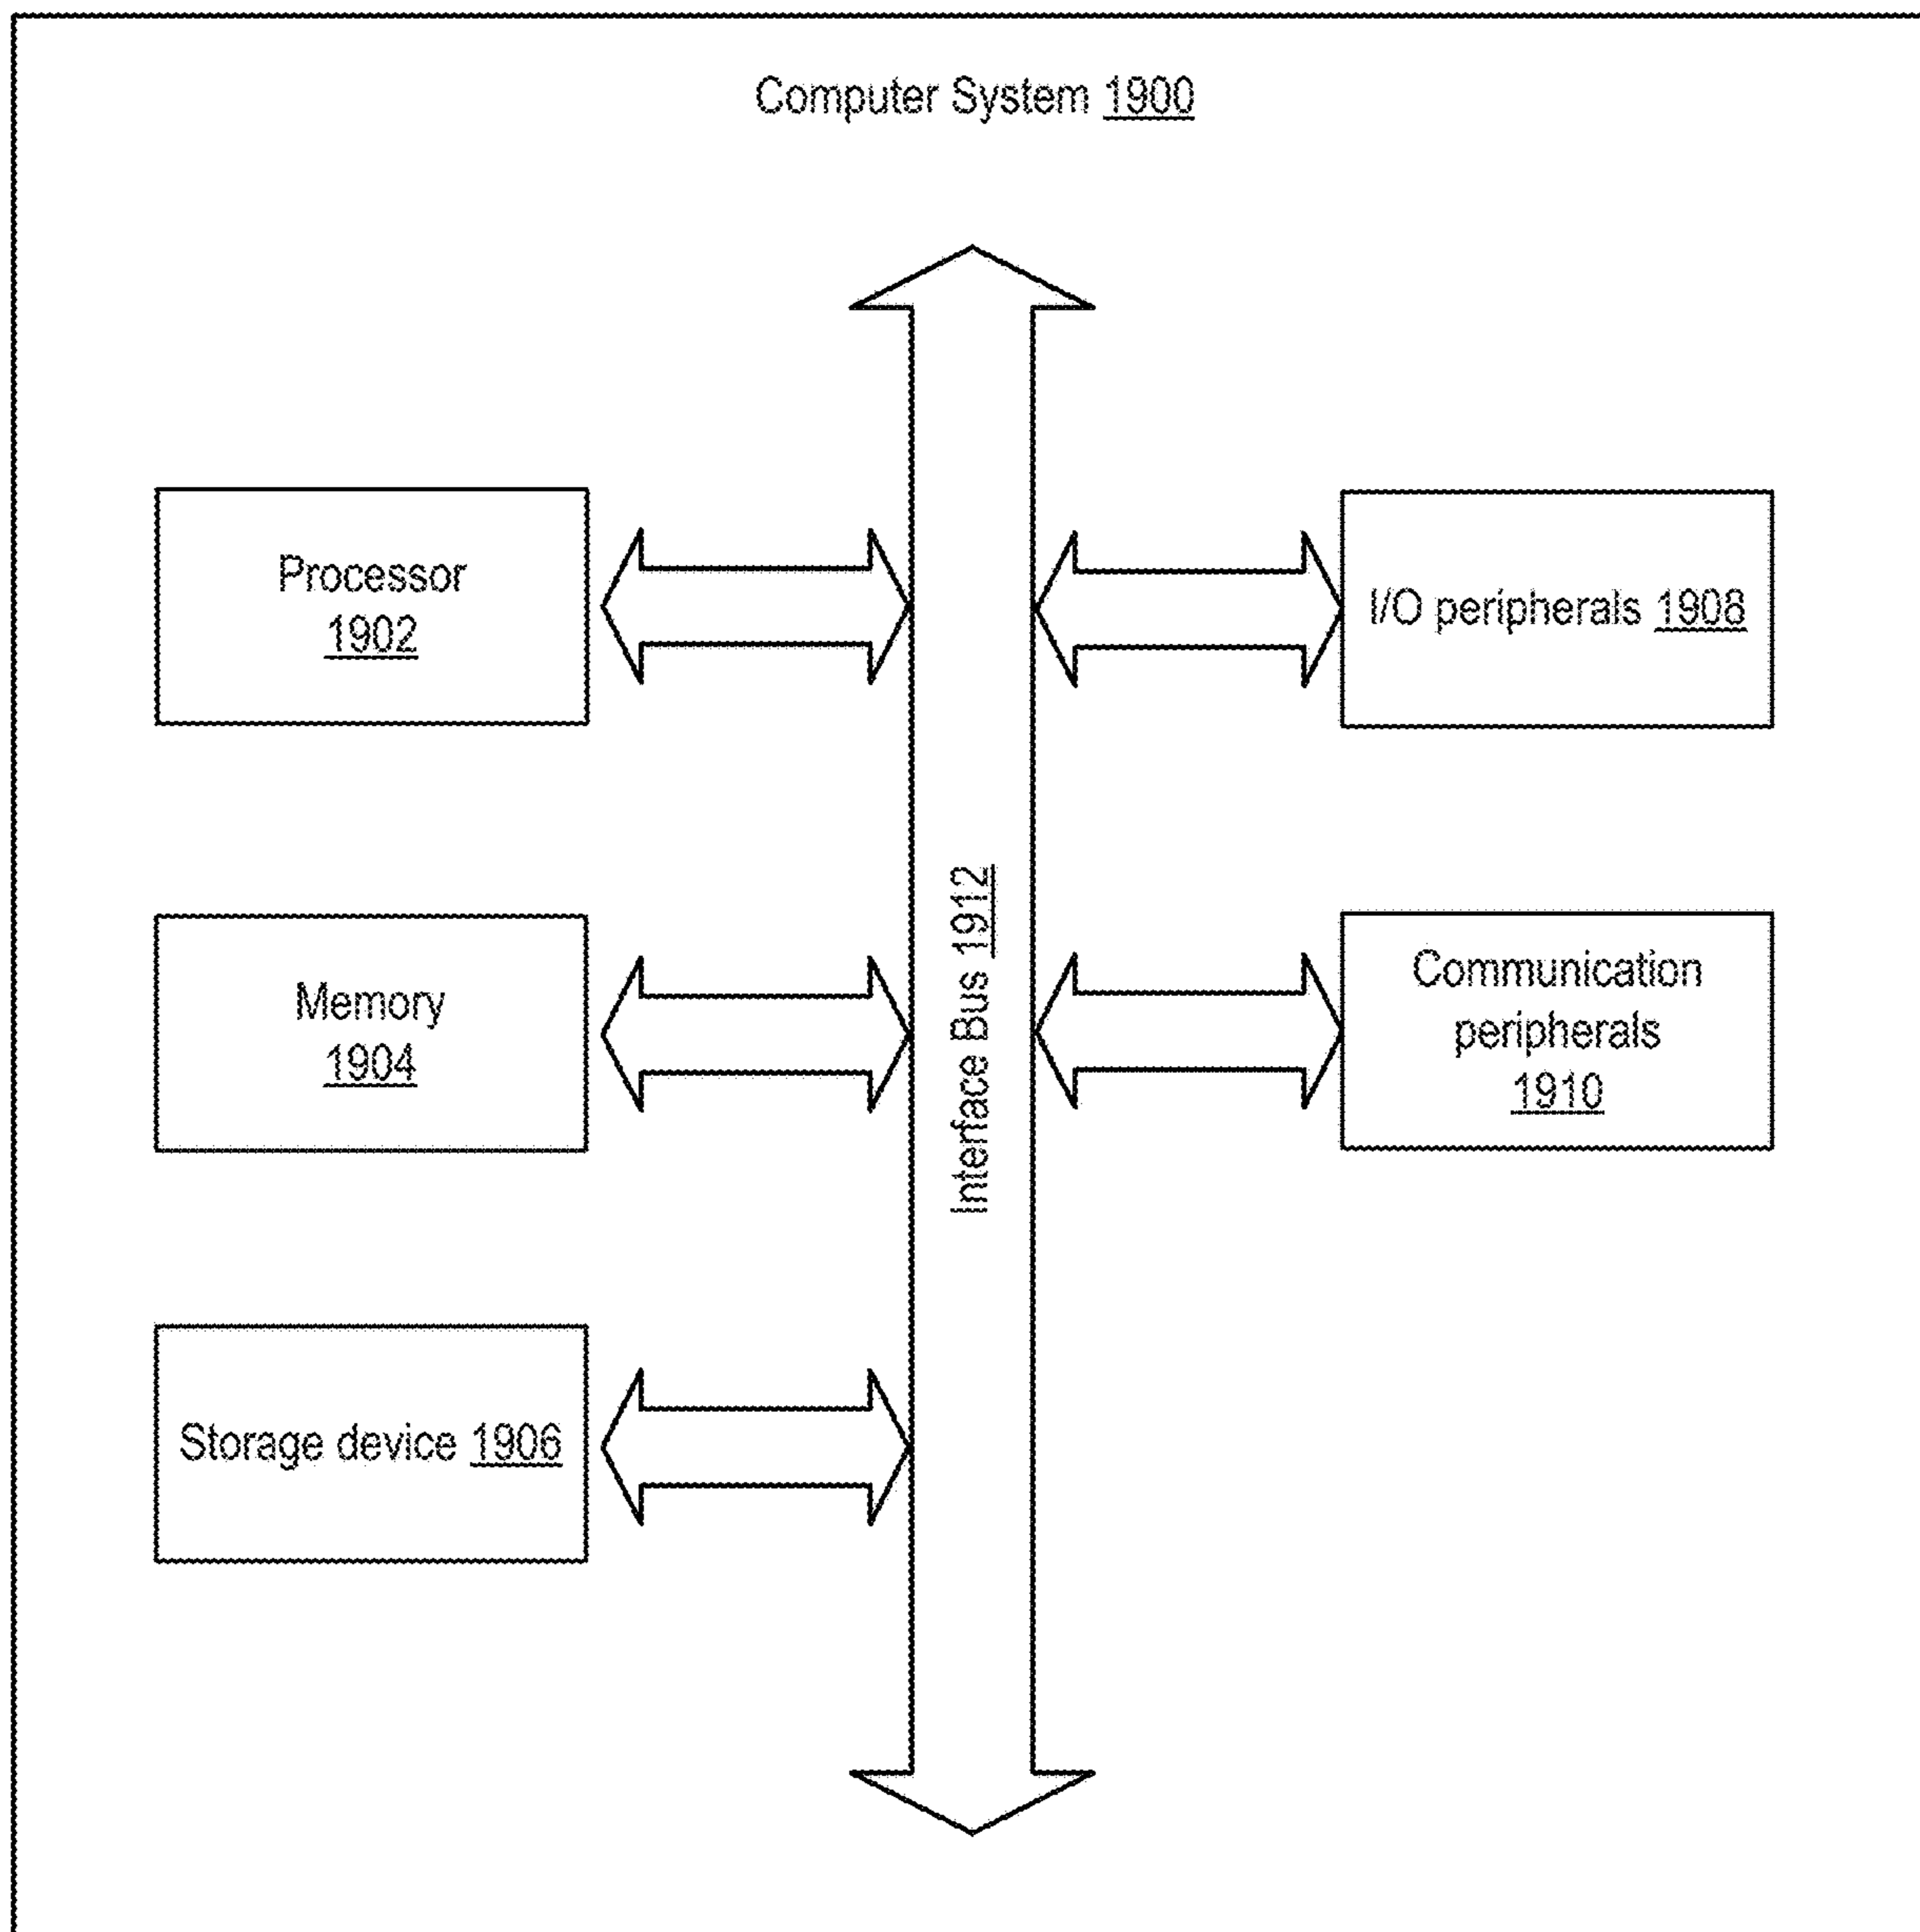 Computer System 1900
Processor
1902
I/O peripherals 1908
Interface Bus 1912
Memory
1904
Communication
peripherals
1910
Storage device 1906